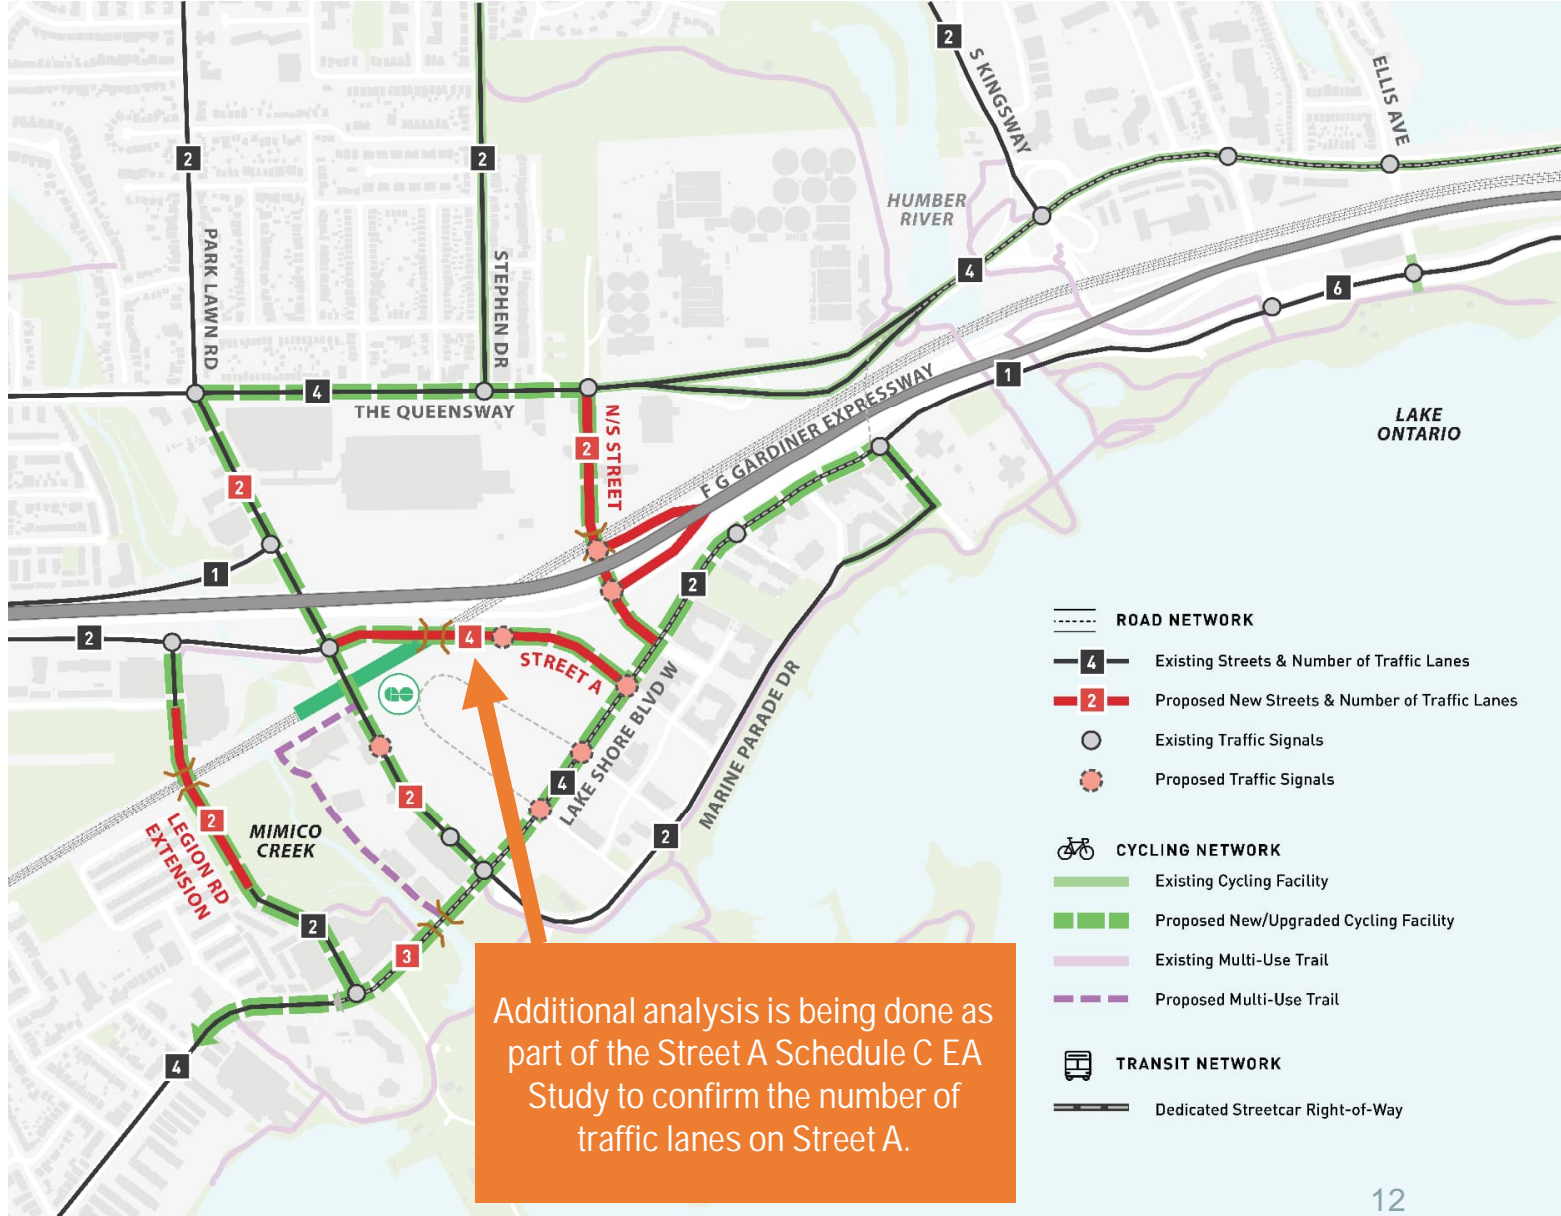 2
S KINGSWAY
ELLIS AVE
2
2
HUMBER
RIVER
PARK LAWN RD
STEPHEN DR
4
6
1
4
THE QUEENSWAY
N/S STREET
2
F G GARDINER EXPRESSWAY
LAKE
ONTARIO
2
1
2
2
4
STREET A
LAKE SHORE BLVD W
MARINE PARADE DR
4
2
2
2
LEGION RD
EXTENSION
MIMICO
CREEK
2
3
4
Additional analysis is being done as
part of the Street A Schedule C EA
Study to confirm the number of
traffic lanes on Street A.
ROAD NETWORK
4 Existing Streets & Number of Traffic Lanes
2 Proposed New Streets & Number of Traffic Lanes
Existing Traffic Signals
Proposed Traffic Signals
CYCLING NETWORK
Existing Cycling Facility
Proposed New/Upgraded Cycling Facility
Existing Multi-Use Trail
Proposed Multi-Use Trail
TRANSIT NETWORK
Dedicated Streetcar Right-of-Way
12